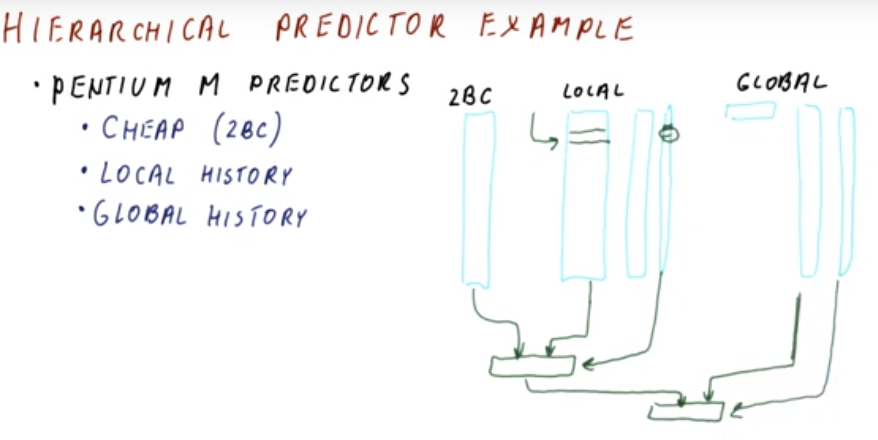 HIERARCHICAL PREDICTOR EXAMPLE
• PENTIUM M PREDICTORS
• CHEAP (2BC)
• LOCAL HISTORY
• GLOBAL HISTORY
2BC
LOCAL
GLOBAL